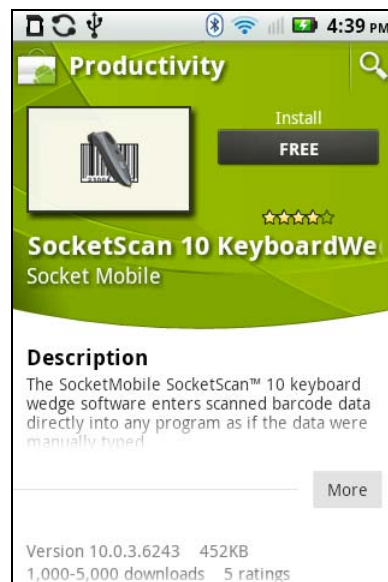 4:39 PM
Productivity
Install
FREE
SocketScan 10 KeyboardWe
Socket Mobile
Description
The SocketMobile SocketScan™ 10 keyboard
wedge software enters scanned barcode data
directly into any program as if the data were
manually typed
More
Version 10.0.3.6243 452KB
1,000-5,000 downloads 5 ratings